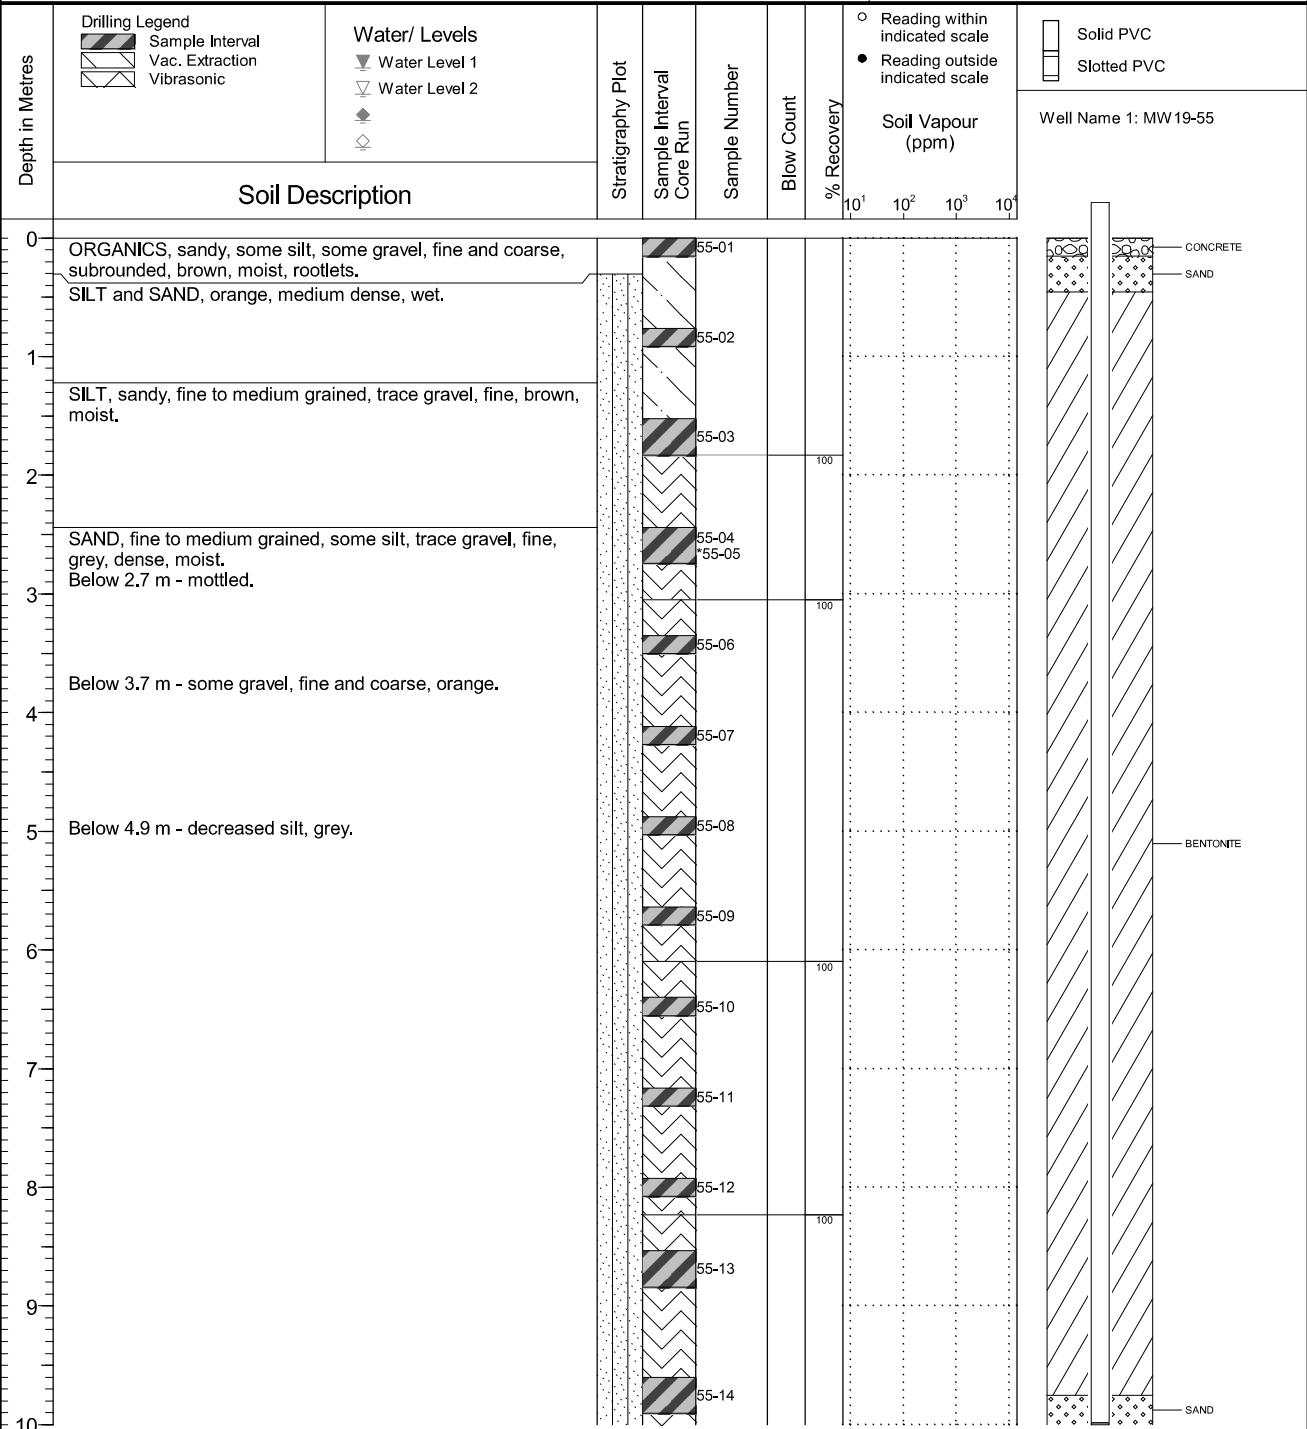 Depth in Metres
Drilling Legend
Sample Interval
Vac. Extraction
Vibrasonic
Water/ Levels
Water Level 1
Water Level 2
Soil Description
Stratigraphy Plot
Sample Interval
Core Run
Sample Number
Blow Count
% Recovery
Reading within
indicated scale
Reading outside
indicated scale
Soil Vapour
(ppm)
10¹ 10² 10³ 10⁴
Solid PVC
Slotted PVC
Well Name 1: MW19-55
0
ORGANICS, sandy, some silt, some gravel, fine and coarse,
subrounded, brown, moist, rootlets.
55-01
CONCRETE
SAND
SILT and SAND, orange, medium dense, wet.
55-02
1
SILT, sandy, fine to medium grained, trace gravel, fine, brown,
moist.
55-03
100
2
SAND, fine to medium grained, some silt, trace gravel, fine,
grey, dense, moist.
Below 2.7 m - mottled.
55-04
*55-05
3
100
55-06
Below 3.7 m - some gravel, fine and coarse, orange.
4
55-07
5
Below 4.9 m - decreased silt, grey.
55-08
BENTONITE
55-09
6
100
55-10
7
55-11
8
55-12
100
55-13
9
55-14
SAND
10